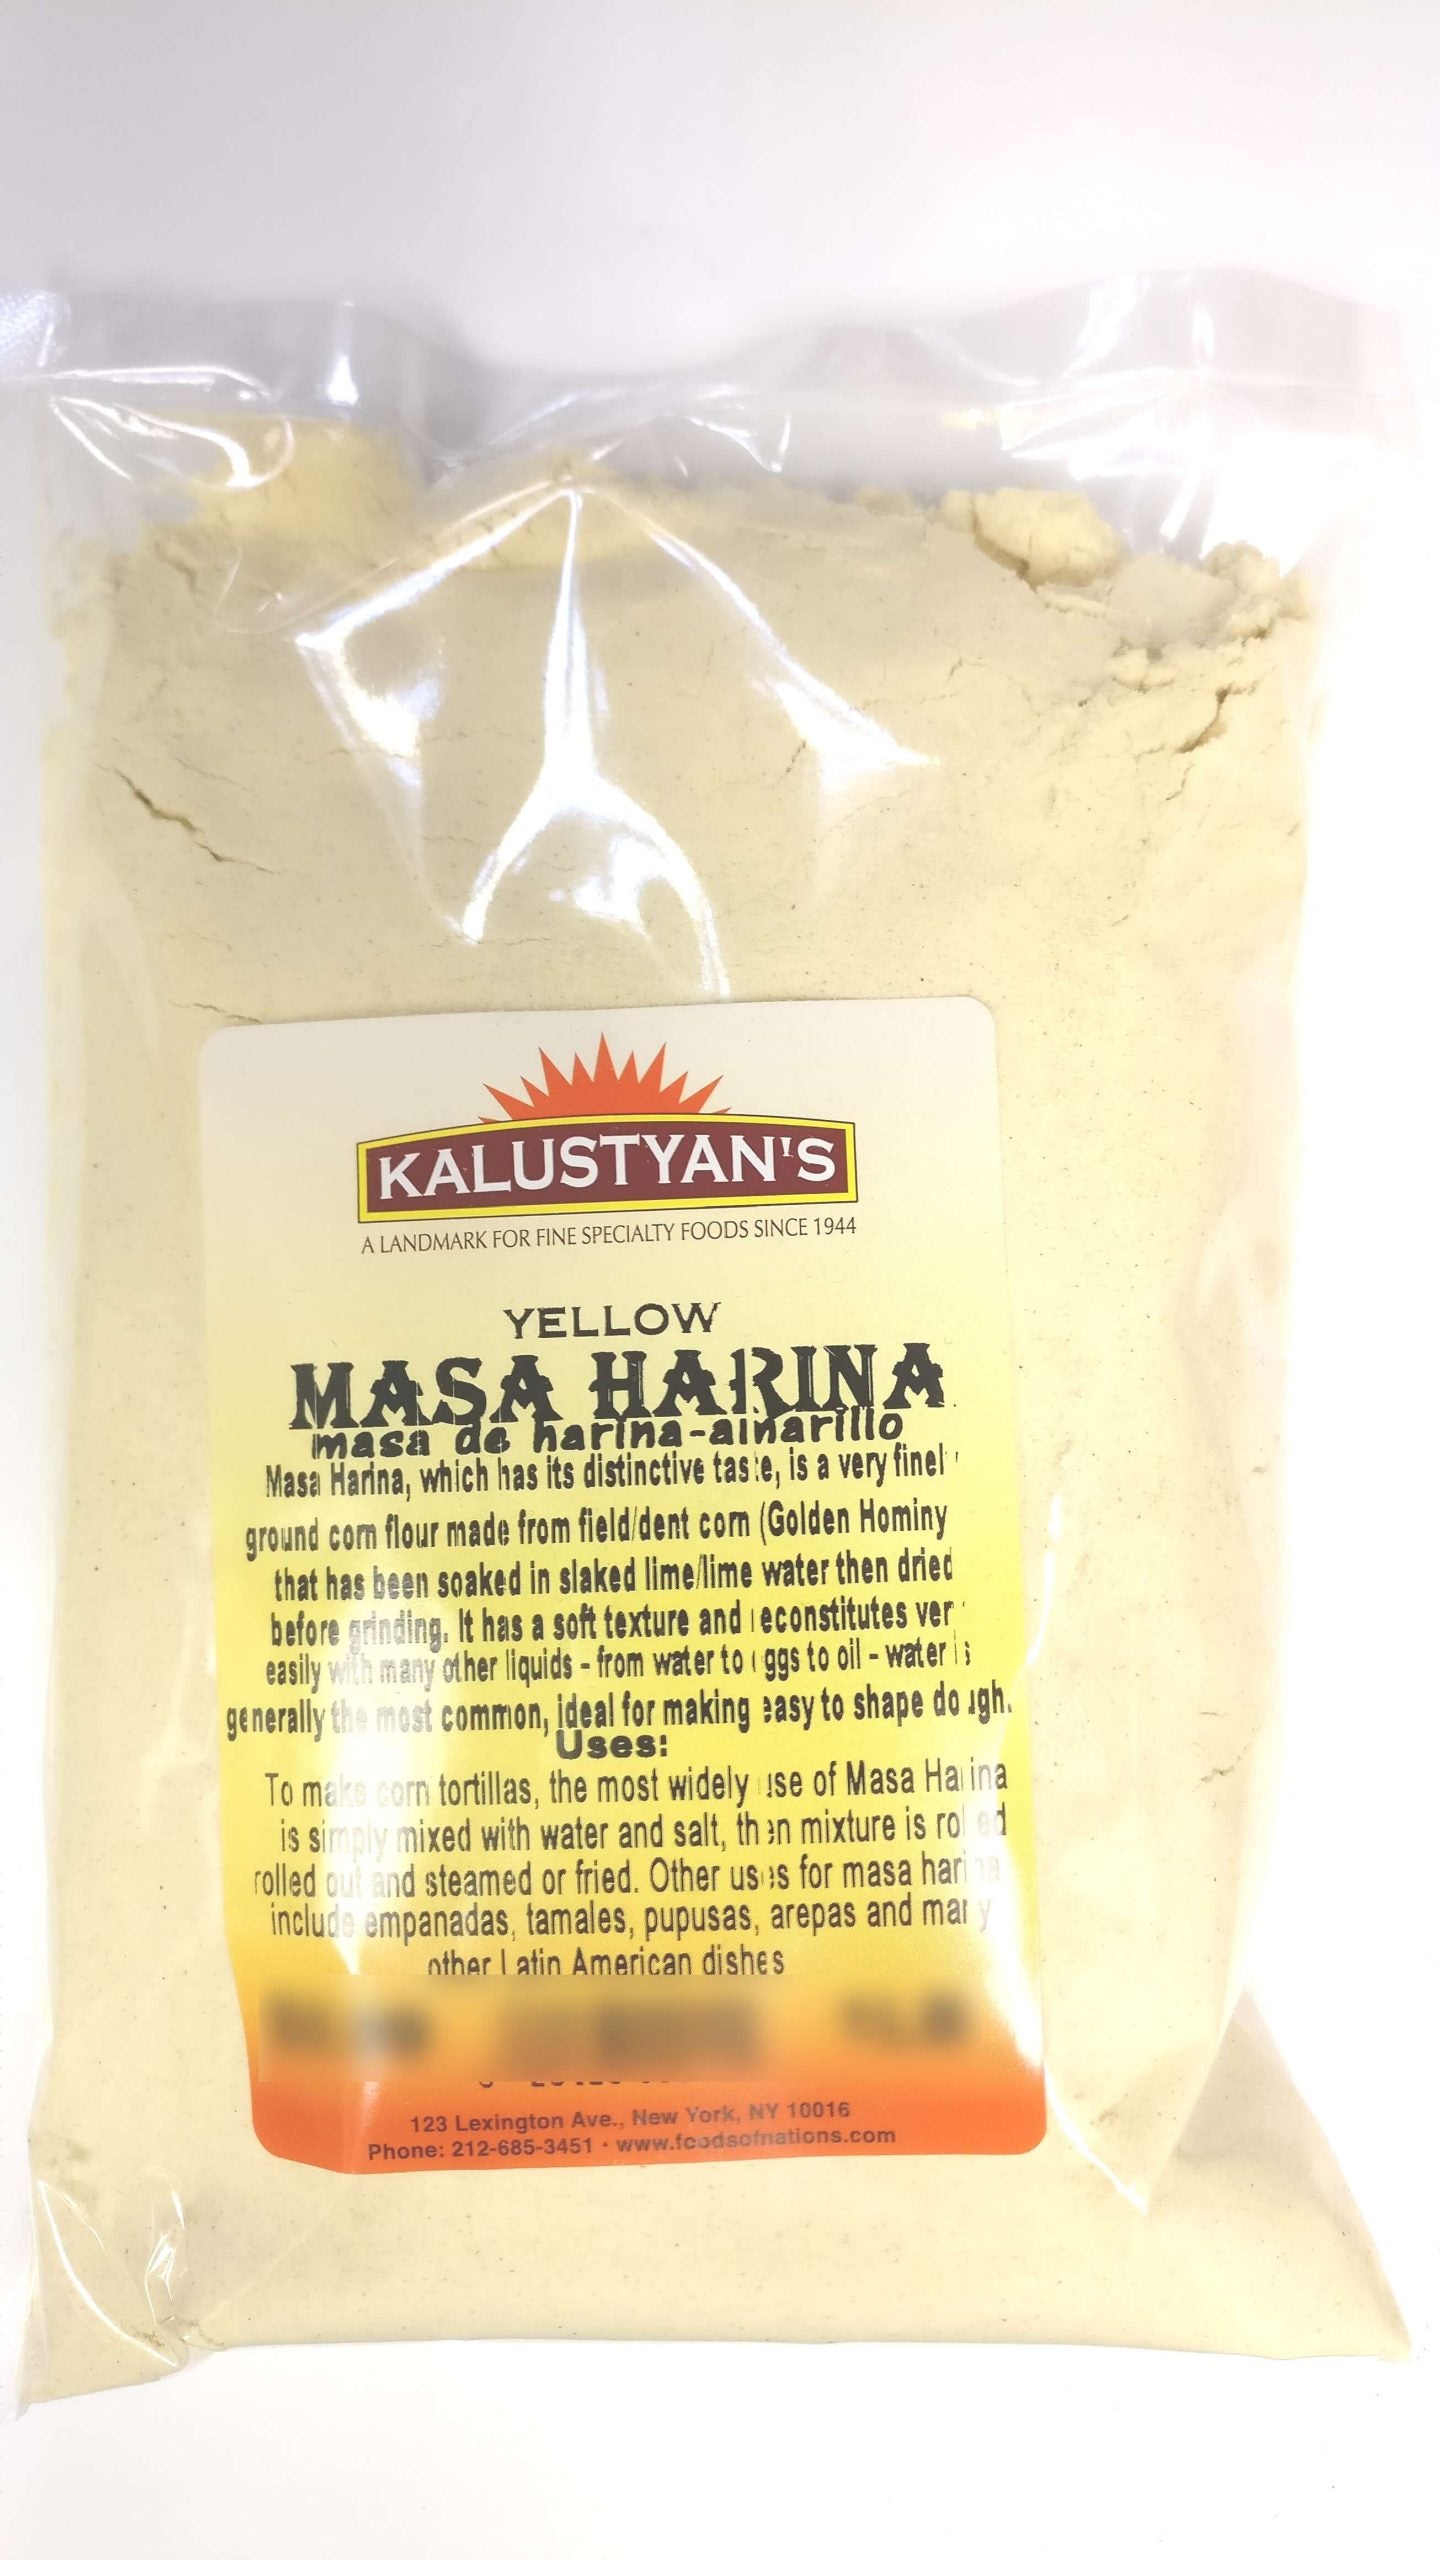 KALUSTYAN'S
A LANDMARK FOR FINE SPECIALTY FOODS SINCE 1944
YELLOW
MASA HARINA
masa de harina-amarillo
Masa Harina, which has its distinctive taste, is a very finel
ground corn flour made from field/dent corn (Golden Hominy
that has been soaked in slaked lime/lime water then dried
before grinding. It has a soft texture and reconstitutes ver
easily with many other liquids - from water to eggs to oil - water is
generally the most common, ideal for making easy to shape dough.
Uses:
To make corn tortillas, the most widely use of Masa Harina
is simply mixed with water and salt, then mixture is rolled
rolled out and steamed or fried. Other uses for masa harina
include empanadas, tamales, pupusas, arepas and many
other Latin American dishes
123 Lexington Ave., New York, NY 10016
Phone: 212-685-3451 · www.foodsofnations.com